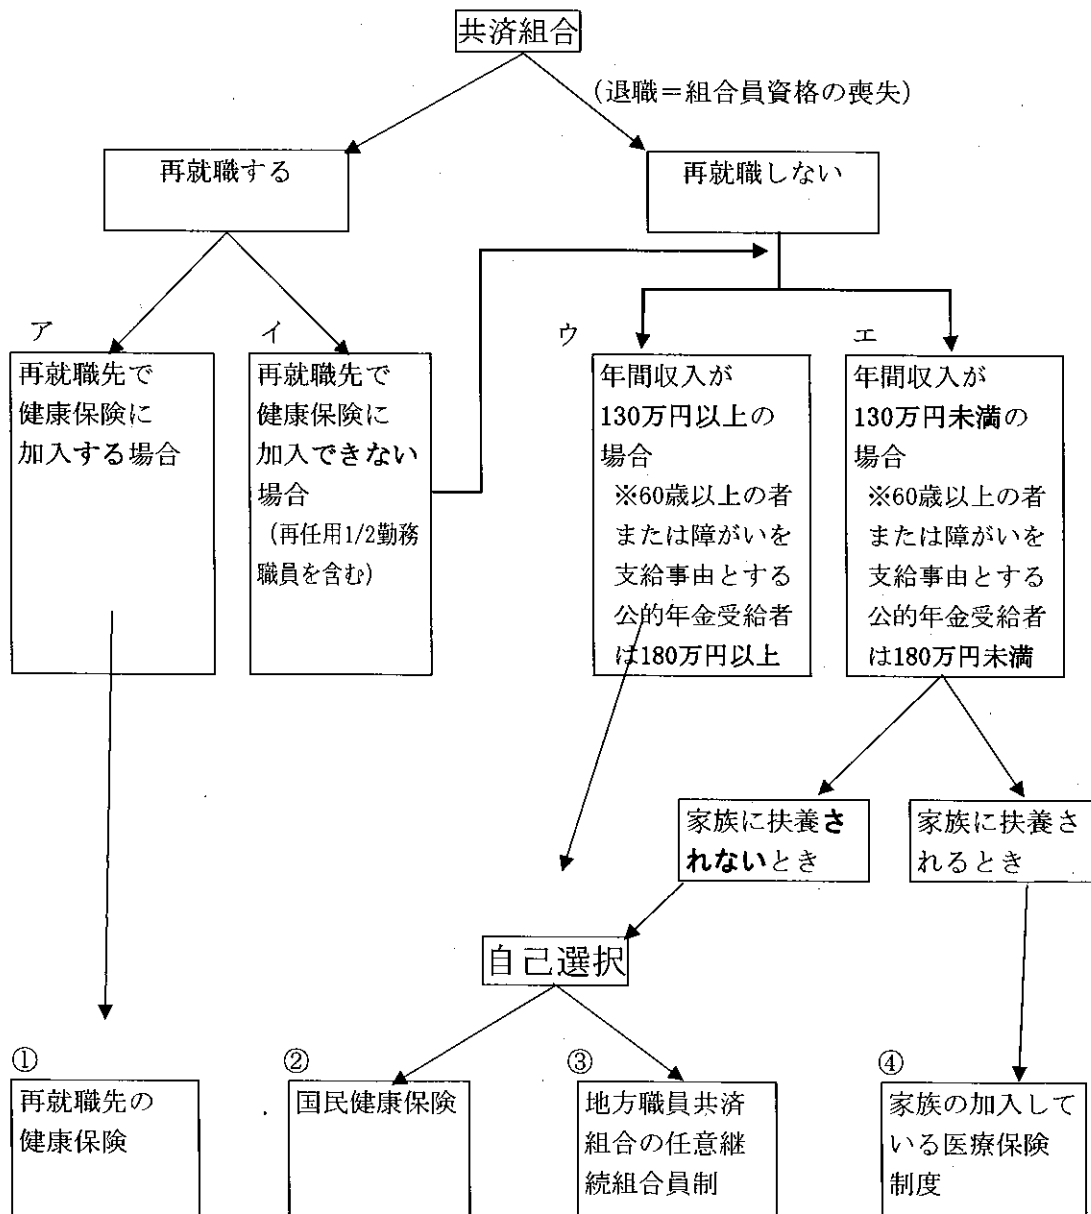 共済組合
(退職＝組合員資格の喪失)
再就職する
再就職しない
ア
再就職先で
健康保険に
加入する場合
イ
再就職先で
健康保険に
加入できない
場合
(再任用1/2勤務
職員を含む)
ウ
年間収入が
130万円以上の
場合
※60歳以上の者
または障がいを
支給事由とする
公的年金受給者
は180万円以上
エ
年間収入が
130万円未満の
場合
※60歳以上の者
または障がいを
支給事由とする
公的年金受給者
は180万円未満
家族に扶養さ
れないとき
家族に扶養さ
れるとき
自己選択
①
再就職先の
健康保険
②
国民健康保険
③
地方職員共済
組合の任意継
続組合員制
④
家族の加入して
いる医療保険
制度